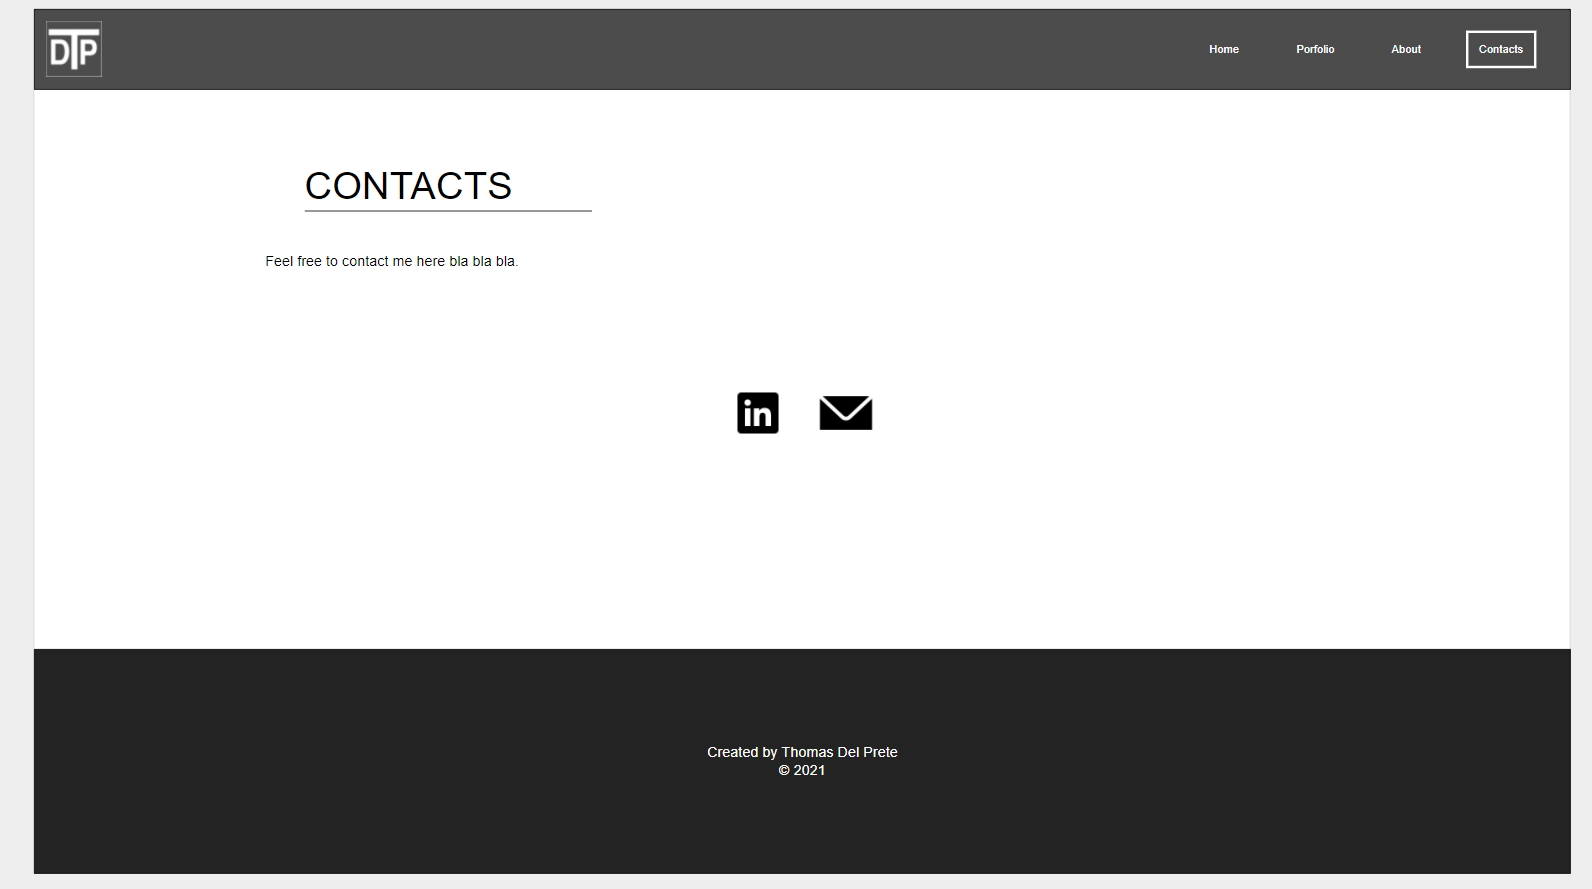 DTP
Home
Porfolio
About
Contacts
CONTACTS
Feel free to contact me here bla bla bla.
in
Created by Thomas Del Prete
© 2021